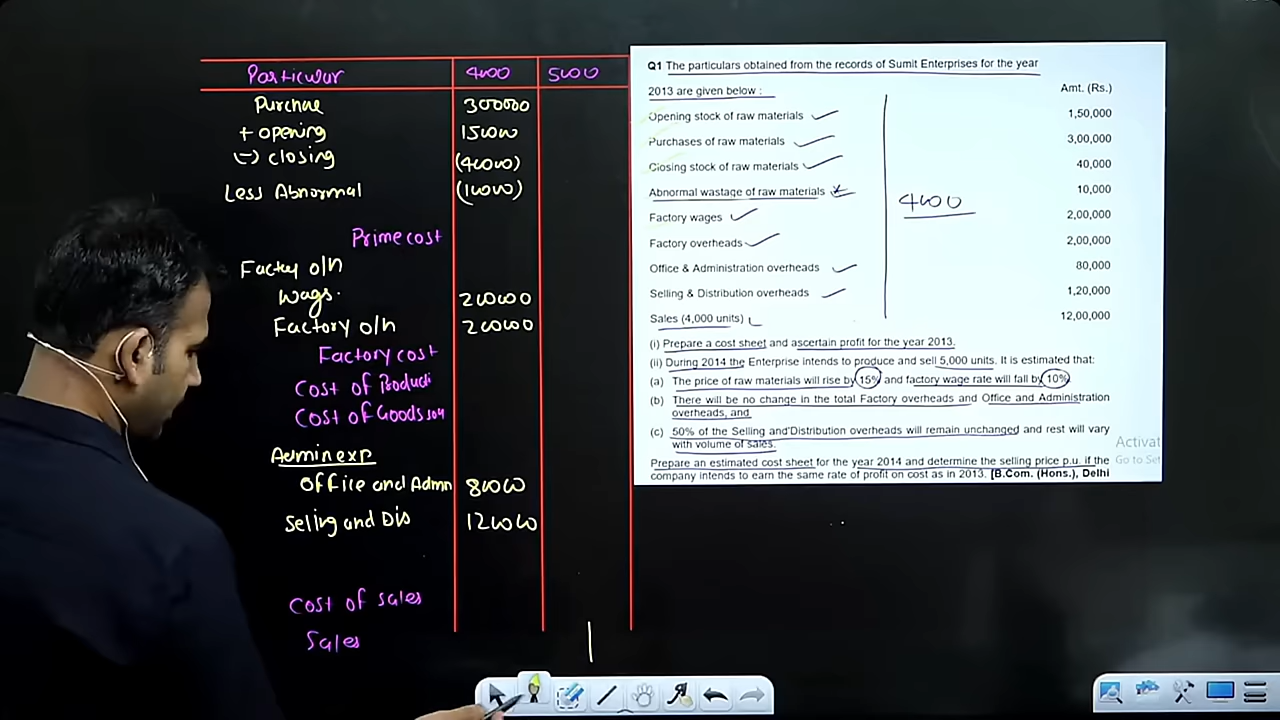 Particular 4000 5000
Purchae 300000
+ opening 150000
(-) closing (40000)
Less Abnormal (10000)
Prime cost
Factory o/h
Wags.
200000
Factory o/h 200000
Factory cost
Cost of Producti
Cost of Goods sou
Admin exp
Office and Admn 80000
Seling and Dis 120000
Cost of sales
Sales
Q1 The particulars obtained from the records of Sumit Enterprises for the year
2013 are given below :
Amt. (Rs.)
Opening stock of raw materials 1,50,000
Purchases of raw materials 3,00,000
Closing stock of raw materials 40,000
Abnormal wastage of raw materials 10,000
4000
Factory wages 2,00,000
Factory overheads 2,00,000
Office & Administration overheads 80,000
Selling & Distribution overheads 1,20,000
Sales (4,000 units) 12,00,000
(i) Prepare a cost sheet and ascertain profit for the year 2013.
(ii) During 2014 the Enterprise intends to produce and sell 5,000 units. It is estimated that:
(a) The price of raw materials will rise by 15% and factory wage rate will fall by 10%
(b) There will be no change in the total Factory overheads and Office and Administration
overheads, and
(c) 50% of the Selling and Distribution overheads will remain unchanged and rest will vary
with volume of sales.
Prepare an estimated cost sheet for the year 2014 and determine the selling price p.u. if the
company intends to earn the same rate of profit on cost as in 2013. [B.Com. (Hons.), Delhi
Activat
Go to Set